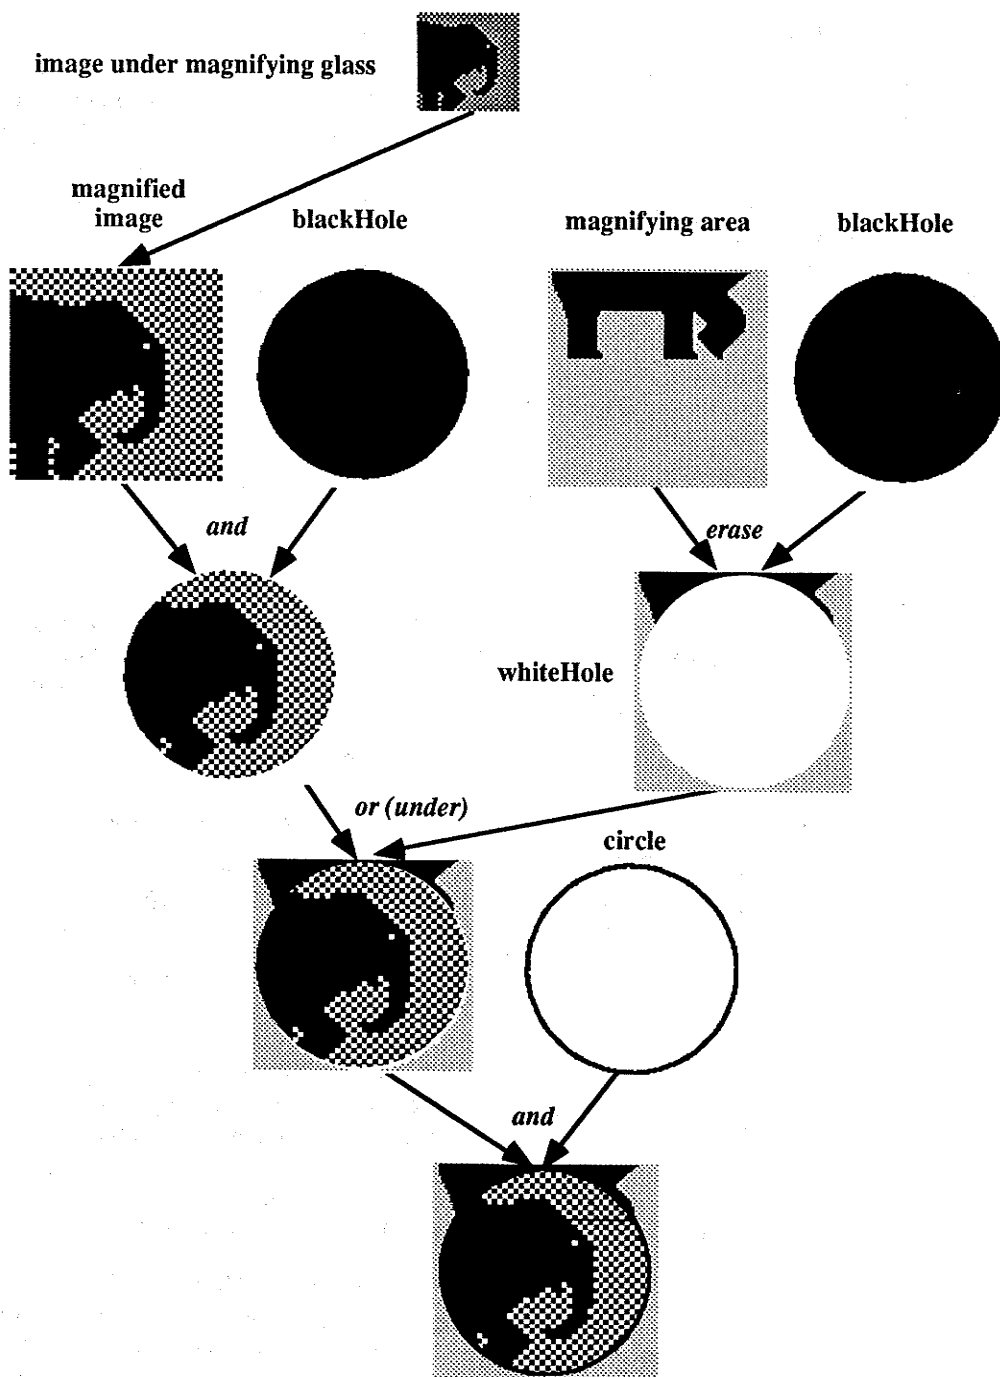 image under magnifying glass
magnified
image
blackHole
magnifying area
blackHole
and
erase
whiteHole
or (under)
circle
and